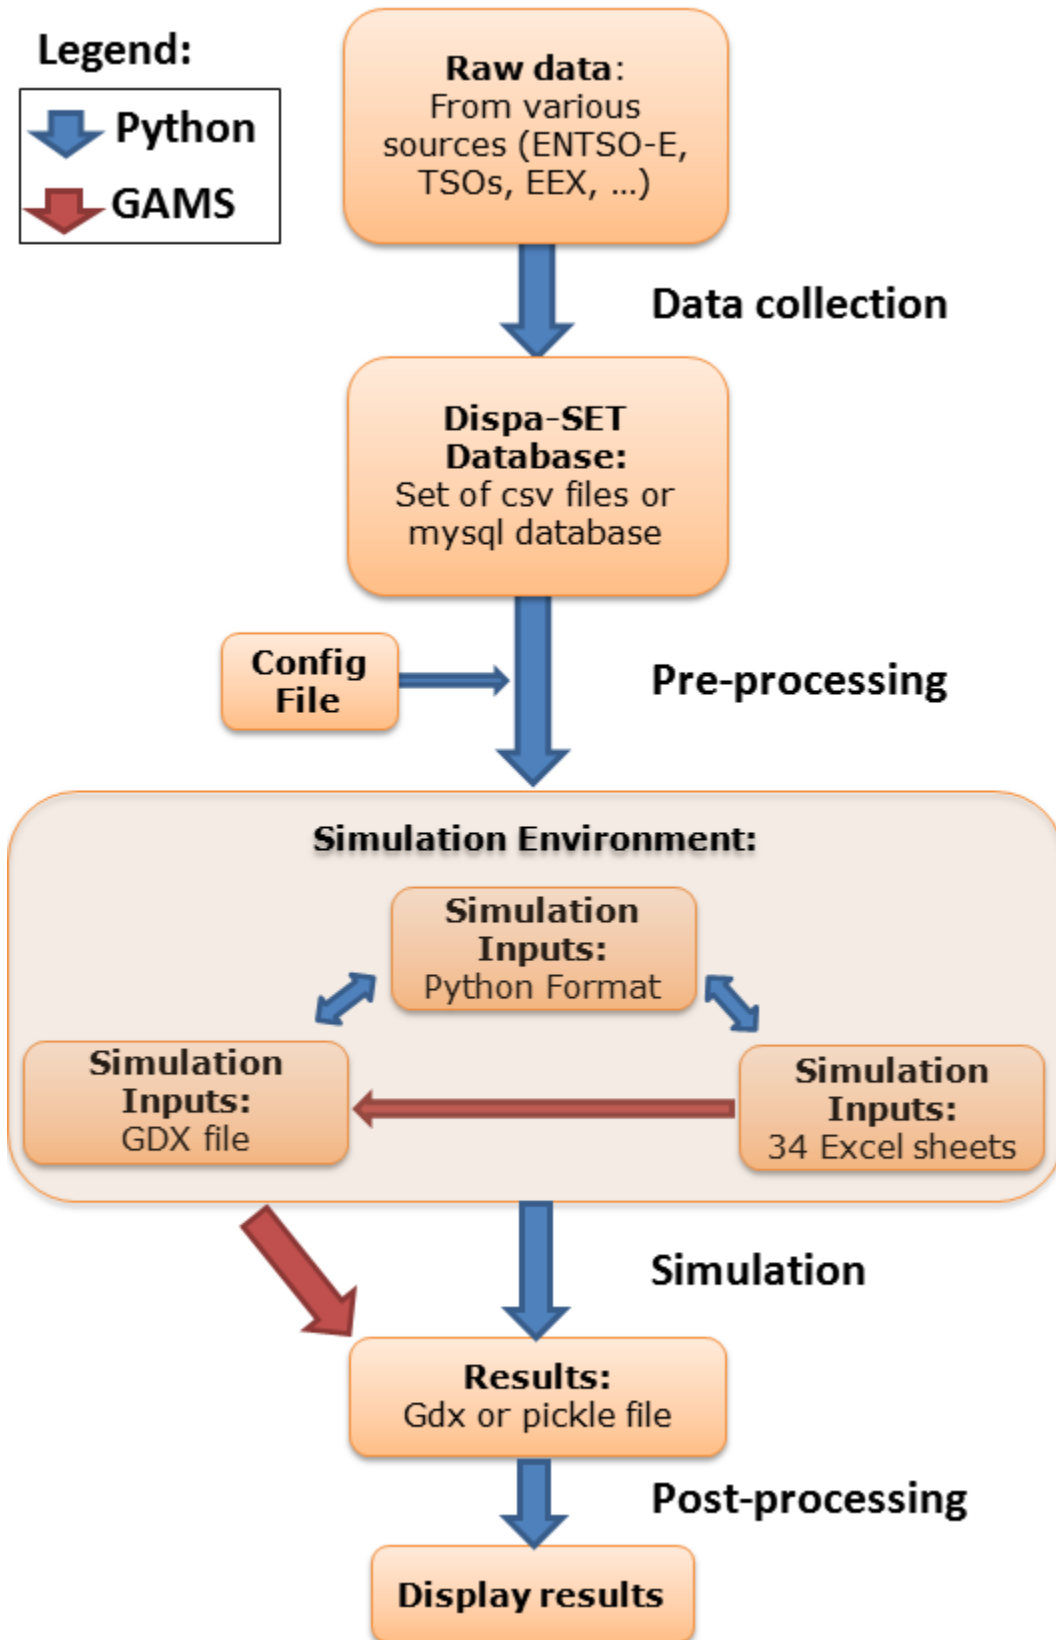 Legend:
Python
GAMS
Raw data:
From various
sources (ENTSO-E,
TSOs, EEX, ...)
Data collection
Dispa-SET
Database:
Set of csv files or
mysql database
Config
File
Pre-processing
Simulation Environment:
Simulation
Inputs:
Python Format
Simulation
Inputs:
GDX file
Simulation
Inputs:
34 Excel sheets
Simulation
Results:
Gdx or pickle file
Post-processing
Display results